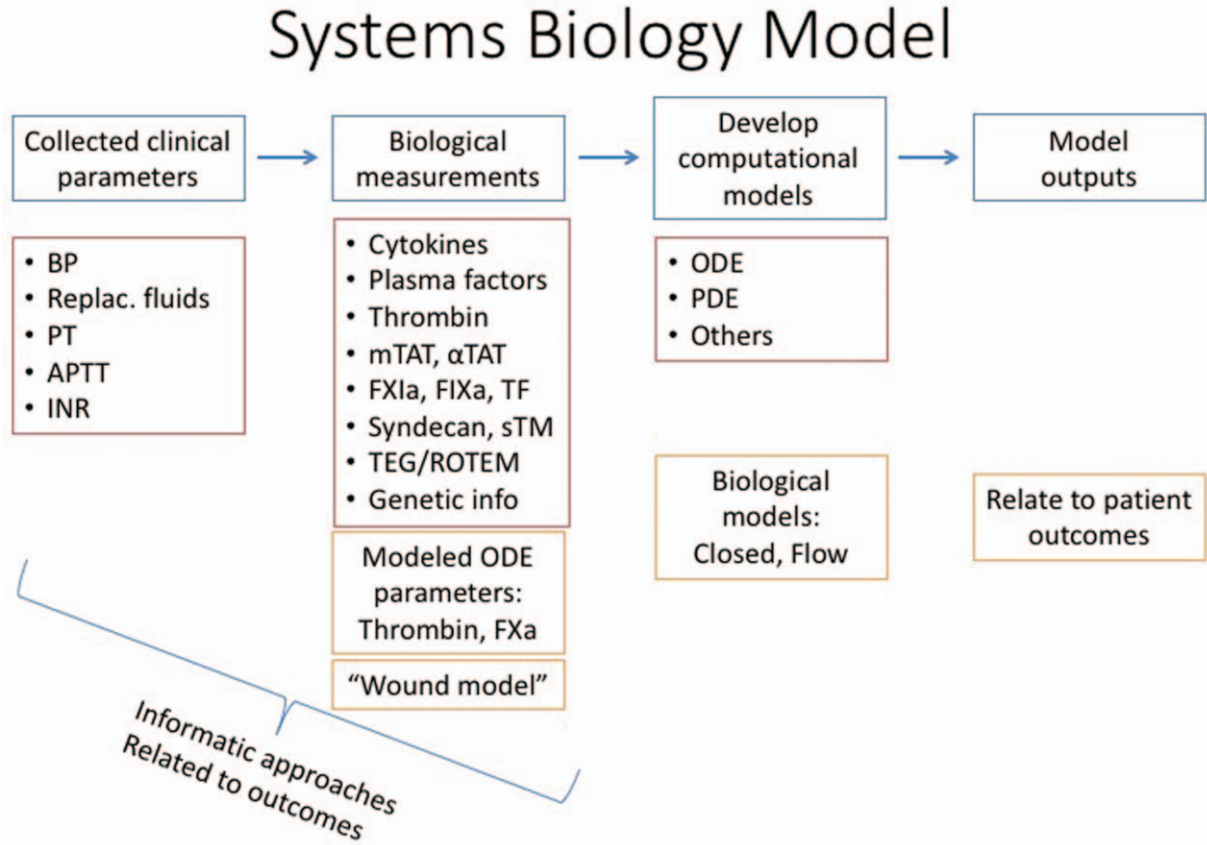 Systems Biology Model
Collected clinical
parameters
Biological
measurements
Develop
computational
models
Model
outputs
• BP
• Replac. fluids
• PT
• APTT
• INR
• Cytokines
• Plasma factors
• Thrombin
• mTAT, αTAT
• FXIa, FIXa, TF
• Syndecan, sTM
• TEG/ROTEM
• Genetic info
Modeled ODE
parameters:
Thrombin, FXa
“Wound model”
• ODE
• PDE
• Others
Biological
models:
Closed, Flow
Relate to patient
outcomes
Informatic approaches
Related to outcomes